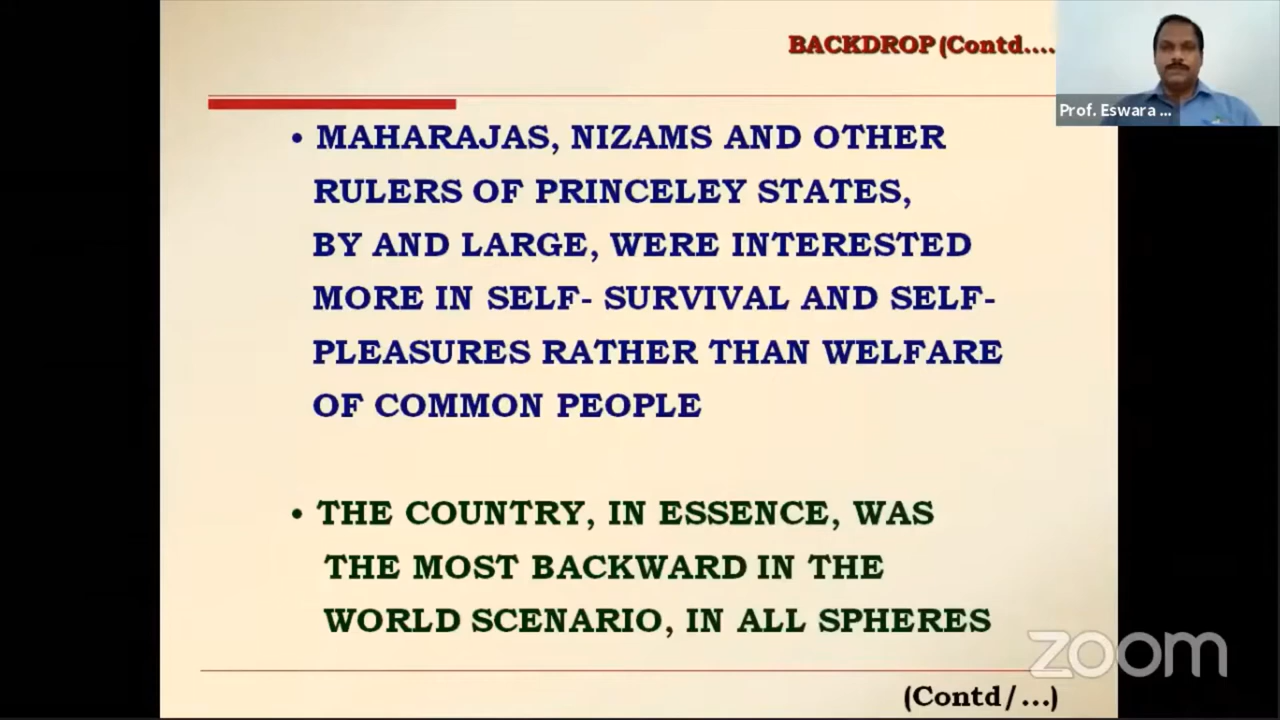 BACKDROP (Contd....
Prof. Eswara ...
• MAHARAJAS, NIZAMS AND OTHER
RULERS OF PRINCELEY STATES,
BY AND LARGE, WERE INTERESTED
MORE IN SELF- SURVIVAL AND SELF-
PLEASURES RATHER THAN WELFARE
OF COMMON PEOPLE
• THE COUNTRY, IN ESSENCE, WAS
THE MOST BACKWARD IN THE
WORLD SCENARIO, IN ALL SPHERES
zoom
(Contd/...)